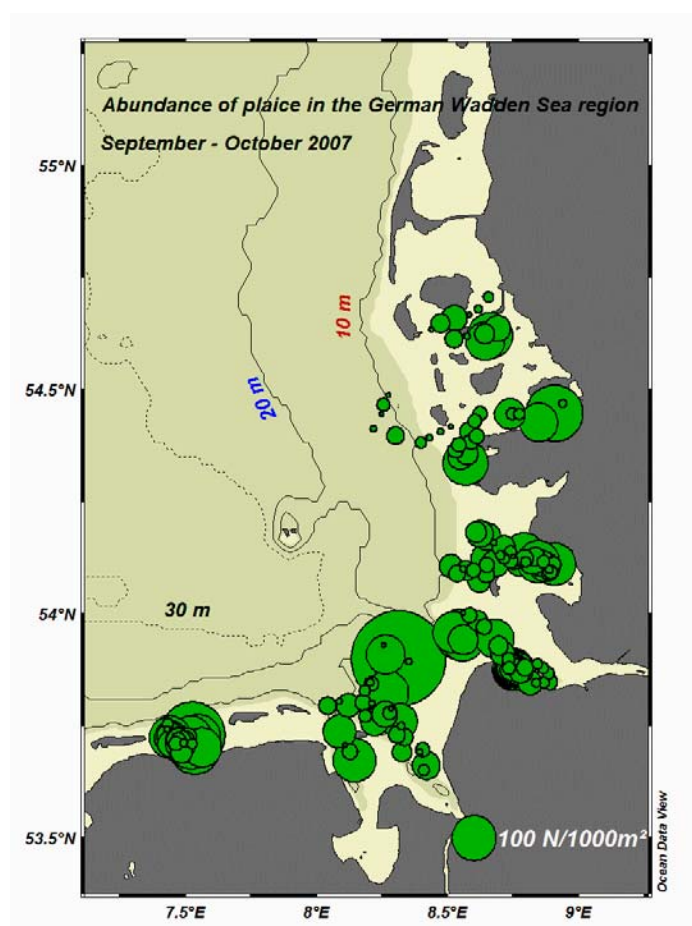 Abundance of plaice in the German Wadden Sea region
September - October 2007
55°N
10 m
20 m
54.5°N
54°N
30 m
53.5°N
100 N/1000m²
Ocean Data View
7.5°E
8°E
8.5°E
9°E